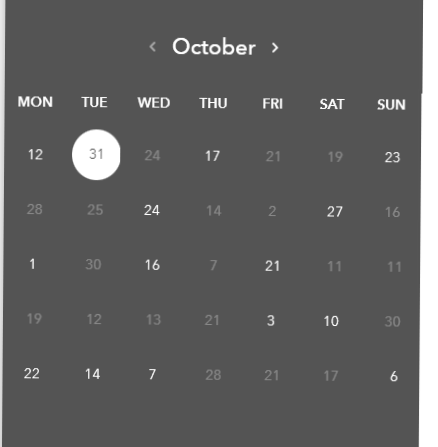 ‹ October ›
MON TUE WED THU FRI SAT SUN
12 31 24 17 21 19 23
28 25 24 14 2 27 16
1 30 16 7 21 11 11
19 12 13 21 3 10 30
22 14 7 28 21 17 6